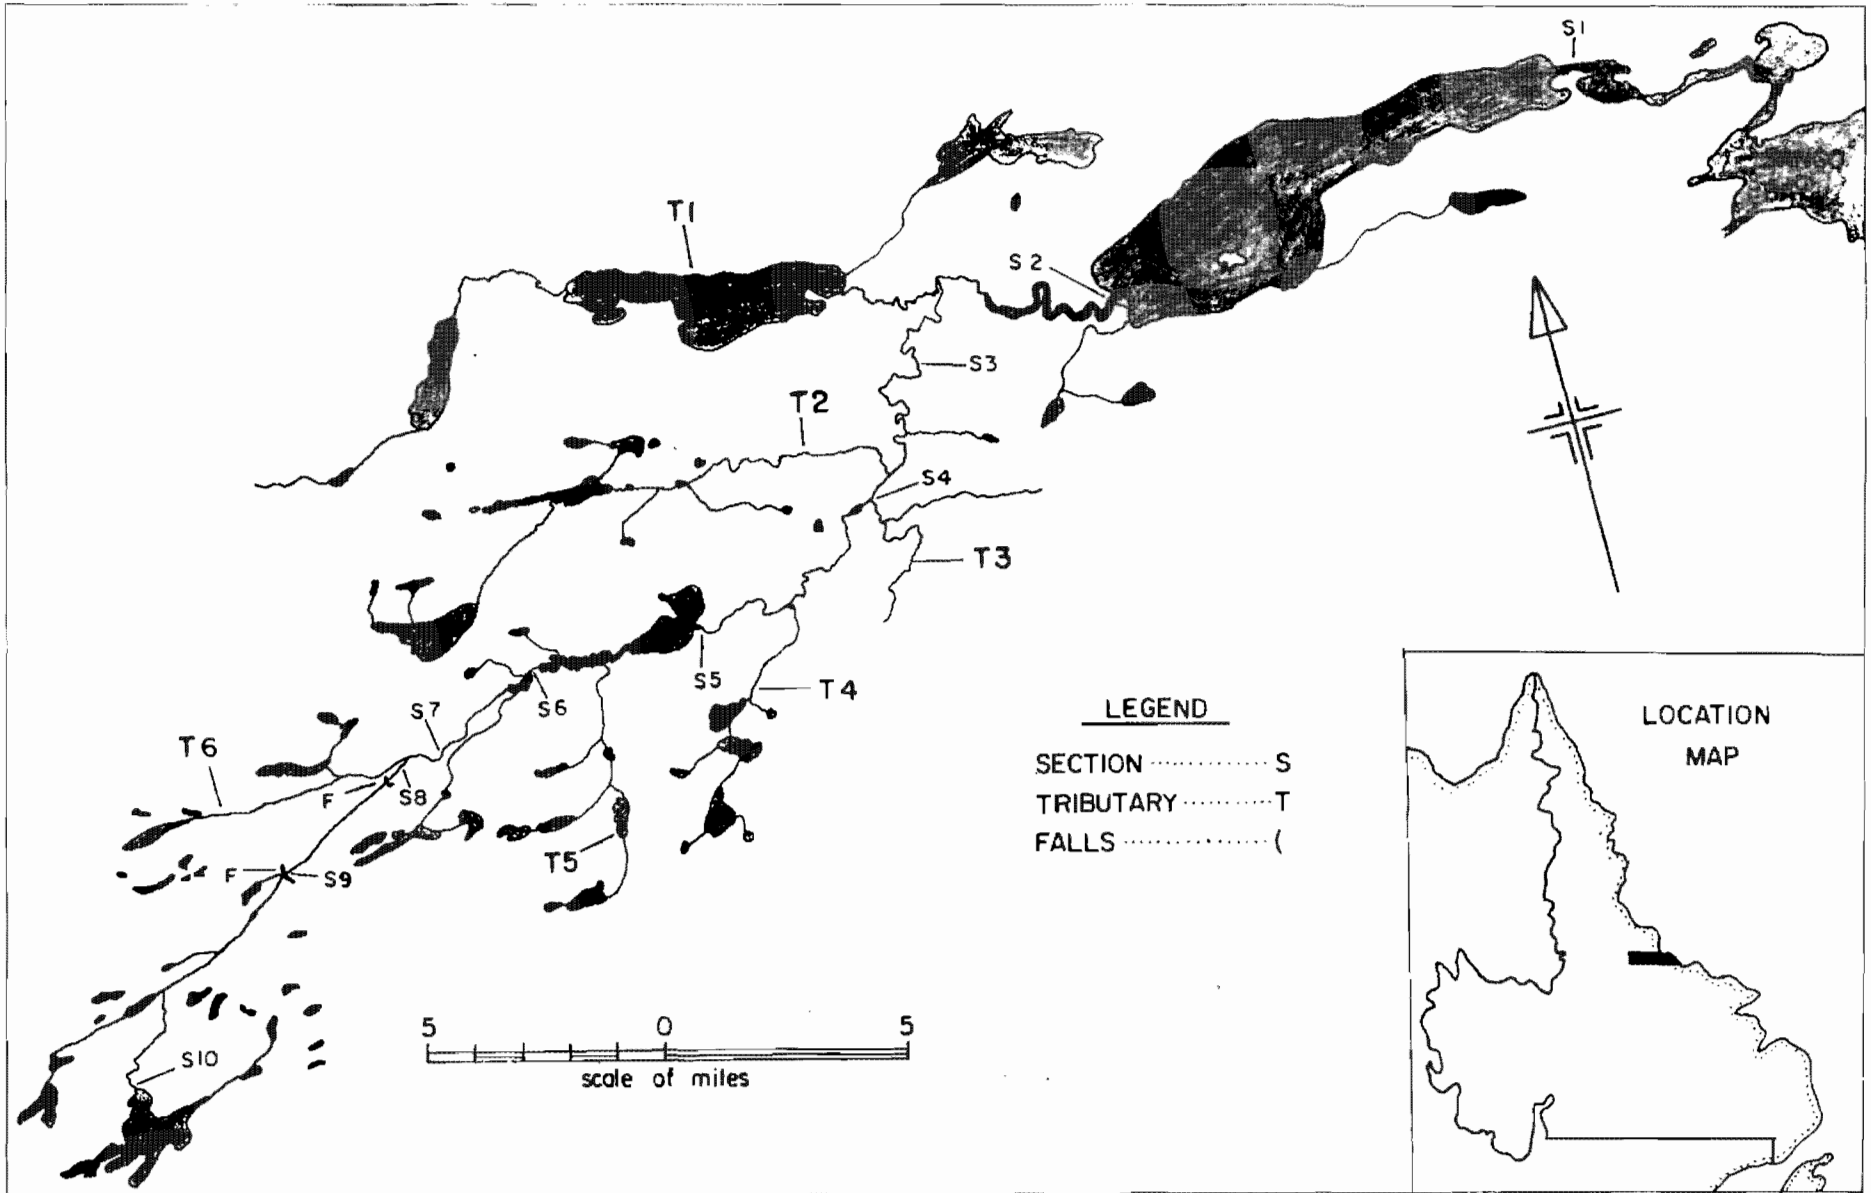 S1
T1
S2
S3
T2
S4
T3
S5
T4
S6
S7
T6
F
S8
T5
F
S9
S10
5 0 5
scale of miles
LEGEND
SECTION ............ S
TRIBUTARY .......... T
FALLS ............... (
LOCATION
MAP